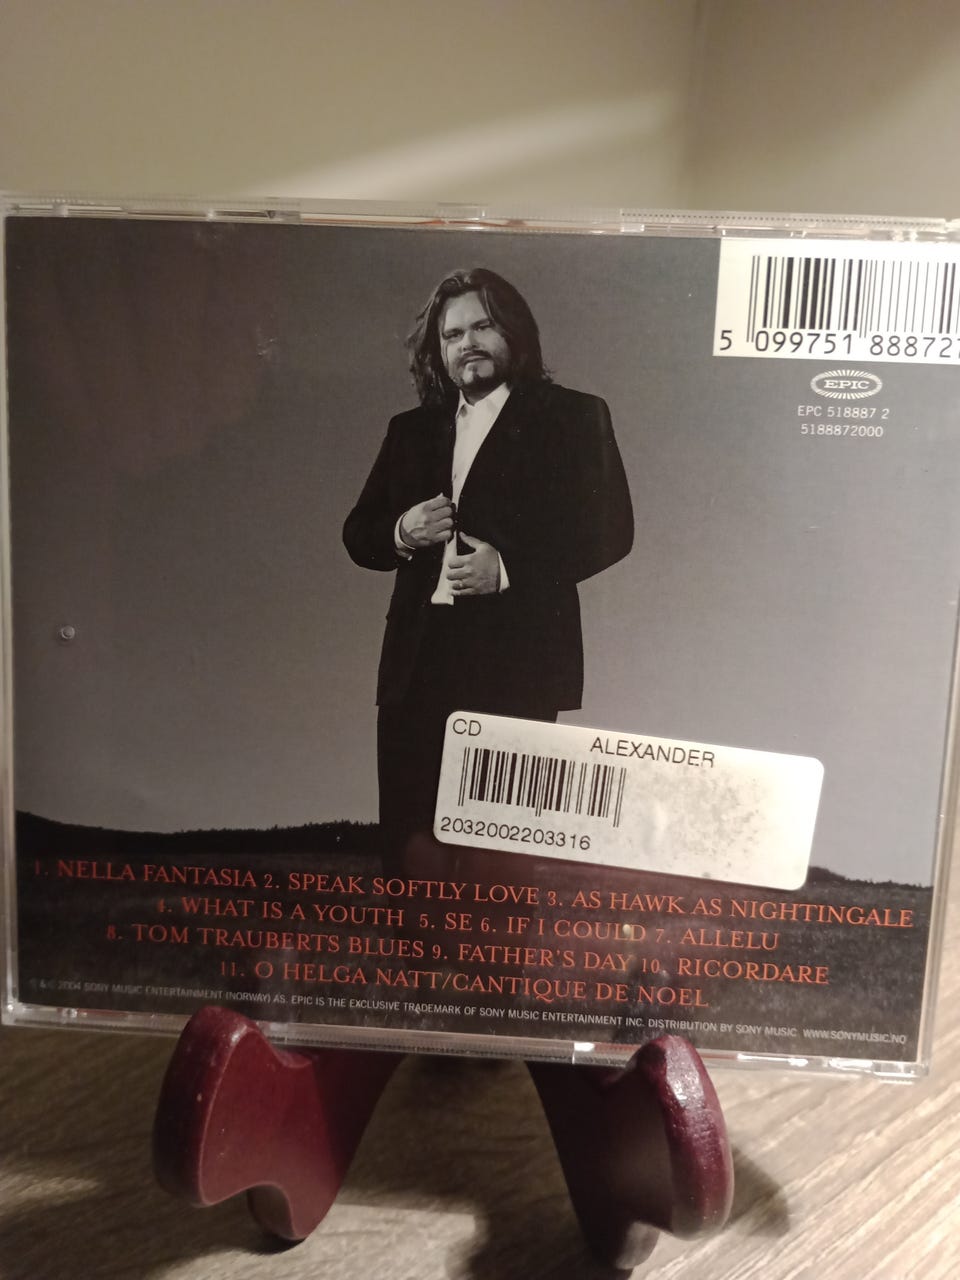 5 099751 888727
EPIC
EPC 518887 2
5188872000
CD
ALEXANDER
2032002203316
1. NELLA FANTASIA 2. SPEAK SOFTLY LOVE 3. AS HAWK AS NIGHTINGALE
4. WHAT IS A YOUTH 5. SE 6. IF I COULD 7. ALLELU
8. TOM TRAUBERTS BLUES 9. FATHER'S DAY 10. RICORDARE
11. O HELGA NATT/CANTIQUE DE NOEL
℗ & © 2004 SONY MUSIC ENTERTAINMENT (NORWAY) AS. EPIC IS THE EXCLUSIVE TRADEMARK OF SONY MUSIC ENTERTAINMENT INC. DISTRIBUTION BY SONY MUSIC WWW.SONYMUSIC.NO